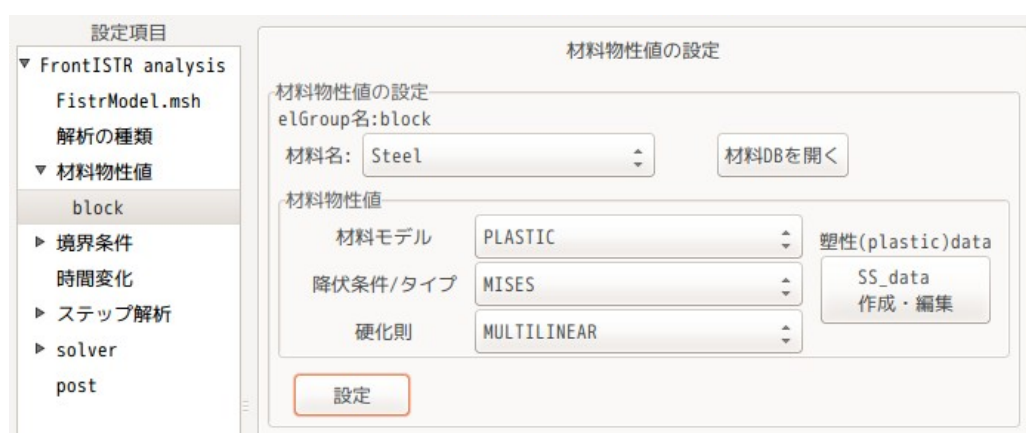 設定項目
FrontISTR analysis
FistrModel.msh
解析の種類
材料物性値
block
境界条件
時間変化
ステップ解析
solver
post
材料物性値の設定
材料物性値の設定
elGroup名:block
材料名: Steel 材料DBを開く
材料物性値
材料モデル PLASTIC
塑性(plastic)data
降伏条件/タイプ MISES
SS_data
作成・編集
硬化則 MULTILINEAR
設定